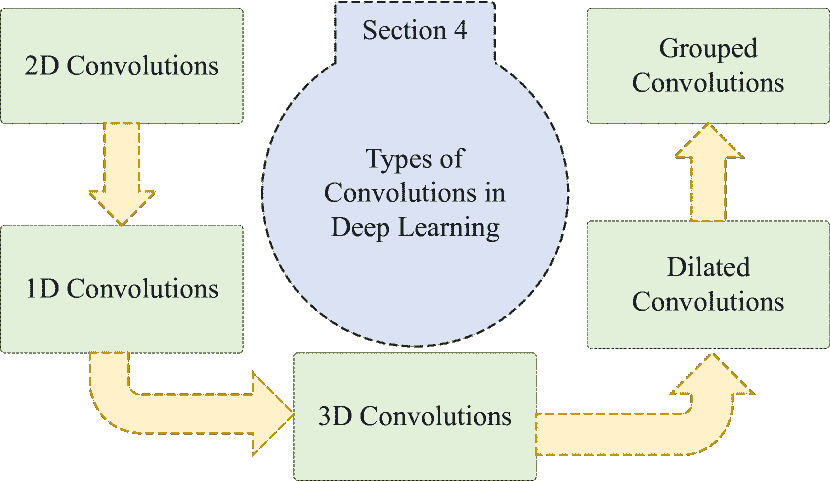 Section 4
Types of
Convolutions in
Deep Learning
2D Convolutions
1D Convolutions
3D Convolutions
Dilated
Convolutions
Grouped
Convolutions